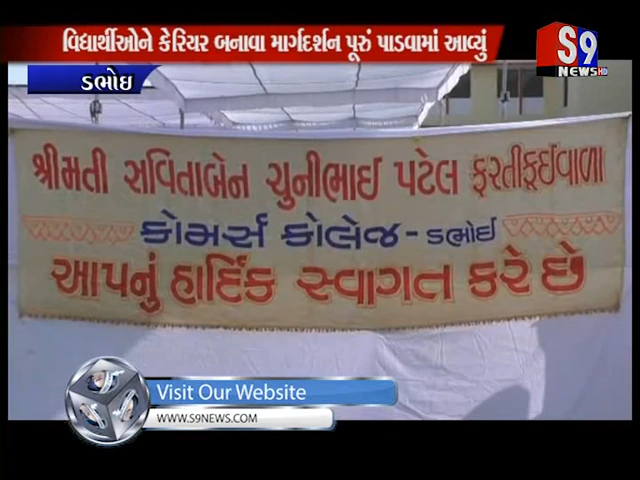 વિદ્યાર્થીઓને કેરિયર બનાવા માર્ગદર્શન પૂરું પાડવામાં આવ્યું
S9
NEWS HD
ડભોઇ
શ્રીમતી સવિતાબેન ચુનીભાઈ પટેલ ફરતીફઈવાળા
કોમર્સ કોલેજ - ડભોઈ
આપનું હાર્દિક સ્વાગત કરે છે
Visit Our Website
WWW.S9NEWS.COM